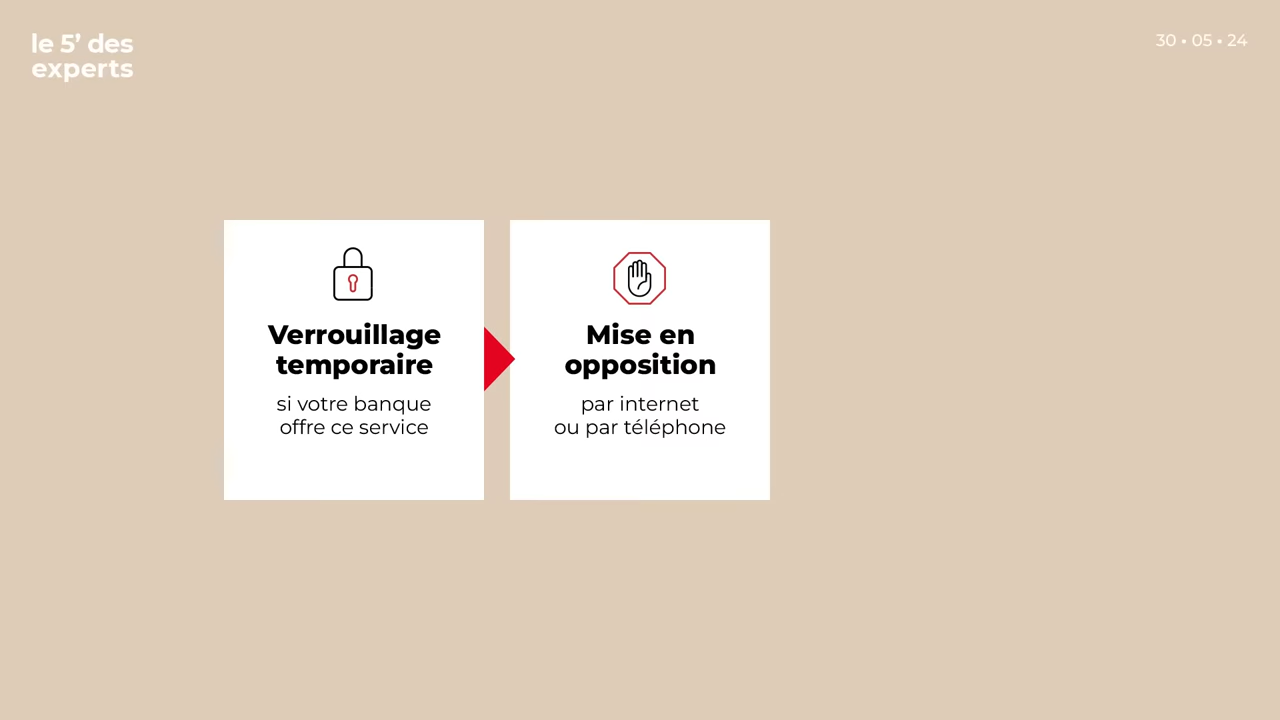 le 5’ des
experts
30 • 05 • 24
Verrouillage
temporaire
si votre banque
offre ce service
Mise en
opposition
par internet
ou par téléphone